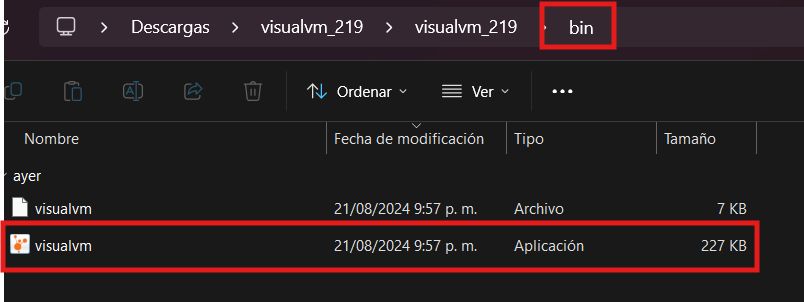 Descargas > visualvm_219 > visualvm_219 > bin
Ordenar Ver ...
Nombre Fecha de modificación Tipo Tamaño
ayer
visualvm 21/08/2024 9:57 p. m. Archivo 7 KB
visualvm 21/08/2024 9:57 p. m. Aplicación 227 KB